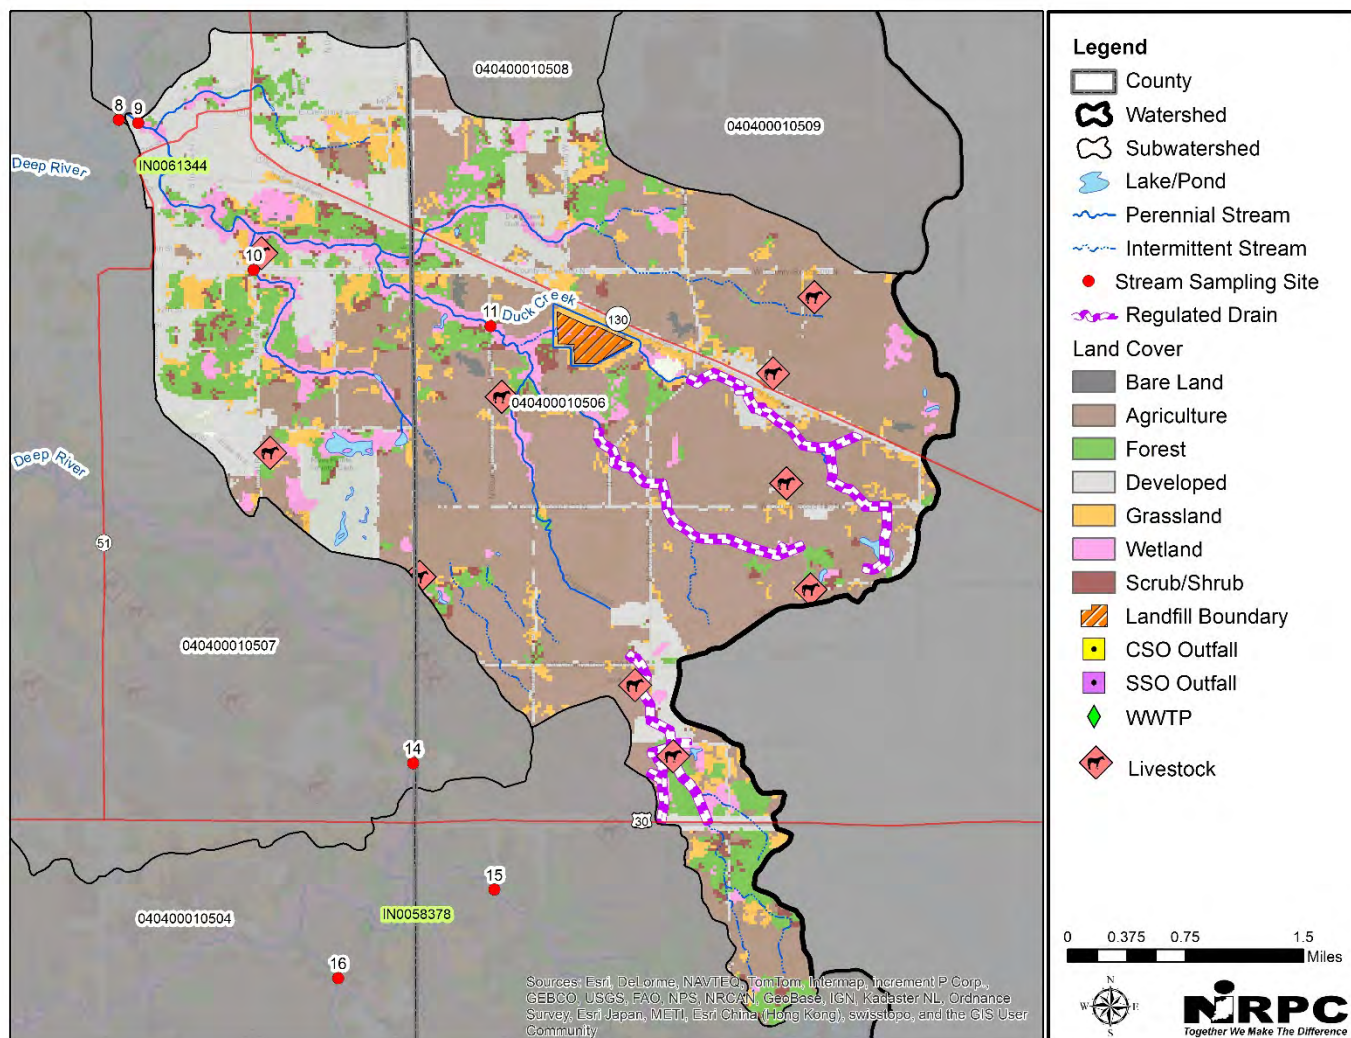 040400010508
040400010509
8
9
Deep River
IN0061344
10
11
Duck Creek
130
040400010506
Deep River
51
040400010507
14
30
15
IN0058378
040400010504
16
Sources: Esri, DeLorme, NAVTEQ, TomTom, Intermap, increment P Corp.,
GEBCO, USGS, FAO, NPS, NRCAN, GeoBase, IGN, Kadaster NL, Ordnance
Survey, Esri Japan, METI, Esri China (Hong Kong), swisstopo, and the GIS User
Community
Legend
County
Watershed
Subwatershed
Lake/Pond
Perennial Stream
Intermittent Stream
Stream Sampling Site
Regulated Drain
Land Cover
Bare Land
Agriculture
Forest
Developed
Grassland
Wetland
Scrub/Shrub
Landfill Boundary
CSO Outfall
SSO Outfall
WWTP
Livestock
0 0.375 0.75 1.5
Miles
N
W E
S
NIRPC
Together We Make The Difference